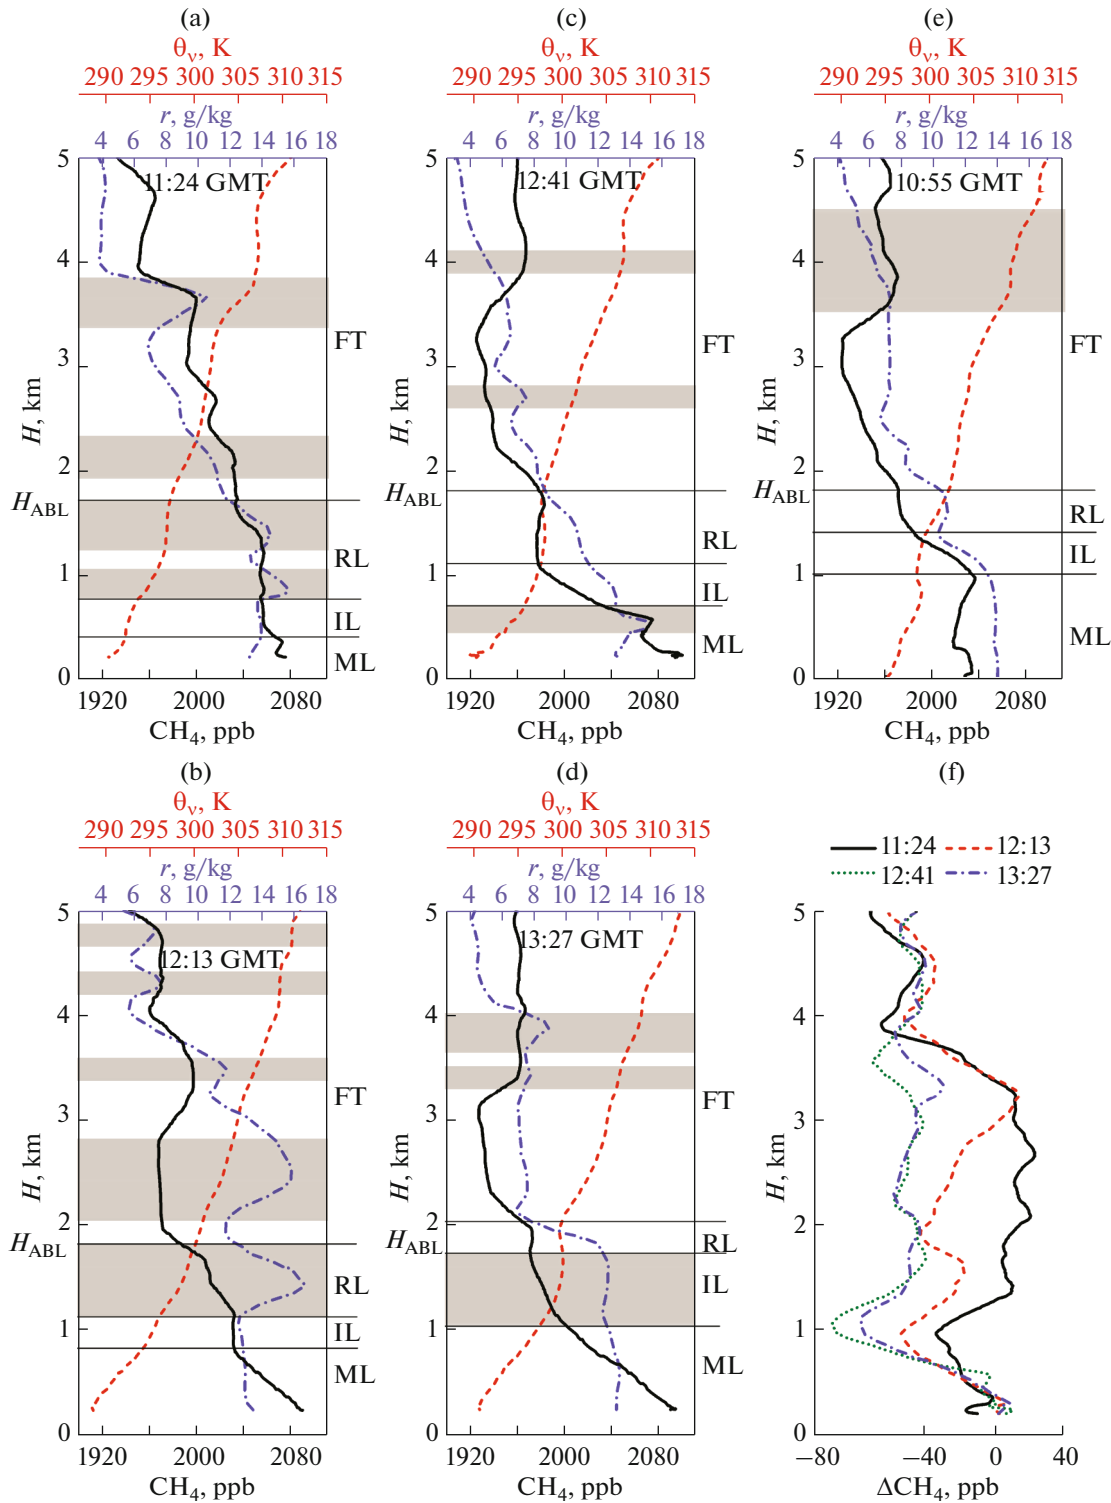 (a)
θv, K
290 295 300 305 310 315
r, g/kg
4 6 8 10 12 14 16 18
11:24 GMT
5
4
3
2
1
0
H, km
HABL
FT
RL
IL
ML
1920 2000 2080
CH4, ppb
(c)
θv, K
290 295 300 305 310 315
r, g/kg
4 6 8 10 12 14 16 18
12:41 GMT
5
4
3
2
1
0
H, km
HABL
FT
RL
IL
ML
1920 2000 2080
CH4, ppb
(e)
θv, K
290 295 300 305 310 315
r, g/kg
4 6 8 10 12 14 16 18
10:55 GMT
5
4
3
2
1
0
H, km
HABL
FT
RL
IL
ML
1920 2000 2080
CH4, ppb
(b)
θv, K
290 295 300 305 310 315
r, g/kg
4 6 8 10 12 14 16 18
12:13 GMT
5
4
3
2
1
0
H, km
HABL
FT
RL
IL
ML
1920 2000 2080
CH4, ppb
(d)
θv, K
290 295 300 305 310 315
r, g/kg
4 6 8 10 12 14 16 18
13:27 GMT
5
4
3
2
1
0
H, km
HABL
FT
RL
IL
ML
1920 2000 2080
CH4, ppb
(f)
11:24 12:13
12:41 13:27
5
4
3
2
1
0
H, km
−80 −40 0 40
ΔCH4, ppb